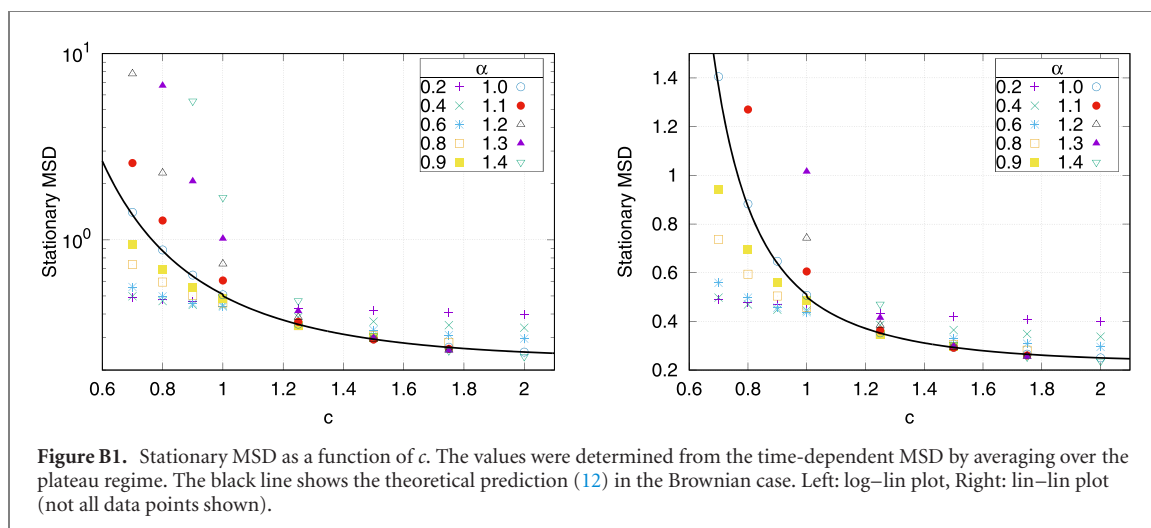 10¹
10⁰
Stationary MSD
0.6 0.8 1 1.2 1.4 1.6 1.8 2
c
α
0.2 1.0
0.4 1.1
0.6 1.2
0.8 1.3
0.9 1.4
1.4
1.2
1
0.8
0.6
0.4
0.2
Stationary MSD
0.6 0.8 1 1.2 1.4 1.6 1.8 2
c
α
0.2 1.0
0.4 1.1
0.6 1.2
0.8 1.3
0.9 1.4
Figure B1. Stationary MSD as a function of c. The values were determined from the time-dependent MSD by averaging over the
plateau regime. The black line shows the theoretical prediction (12) in the Brownian case. Left: log–lin plot, Right: lin–lin plot
(not all data points shown).